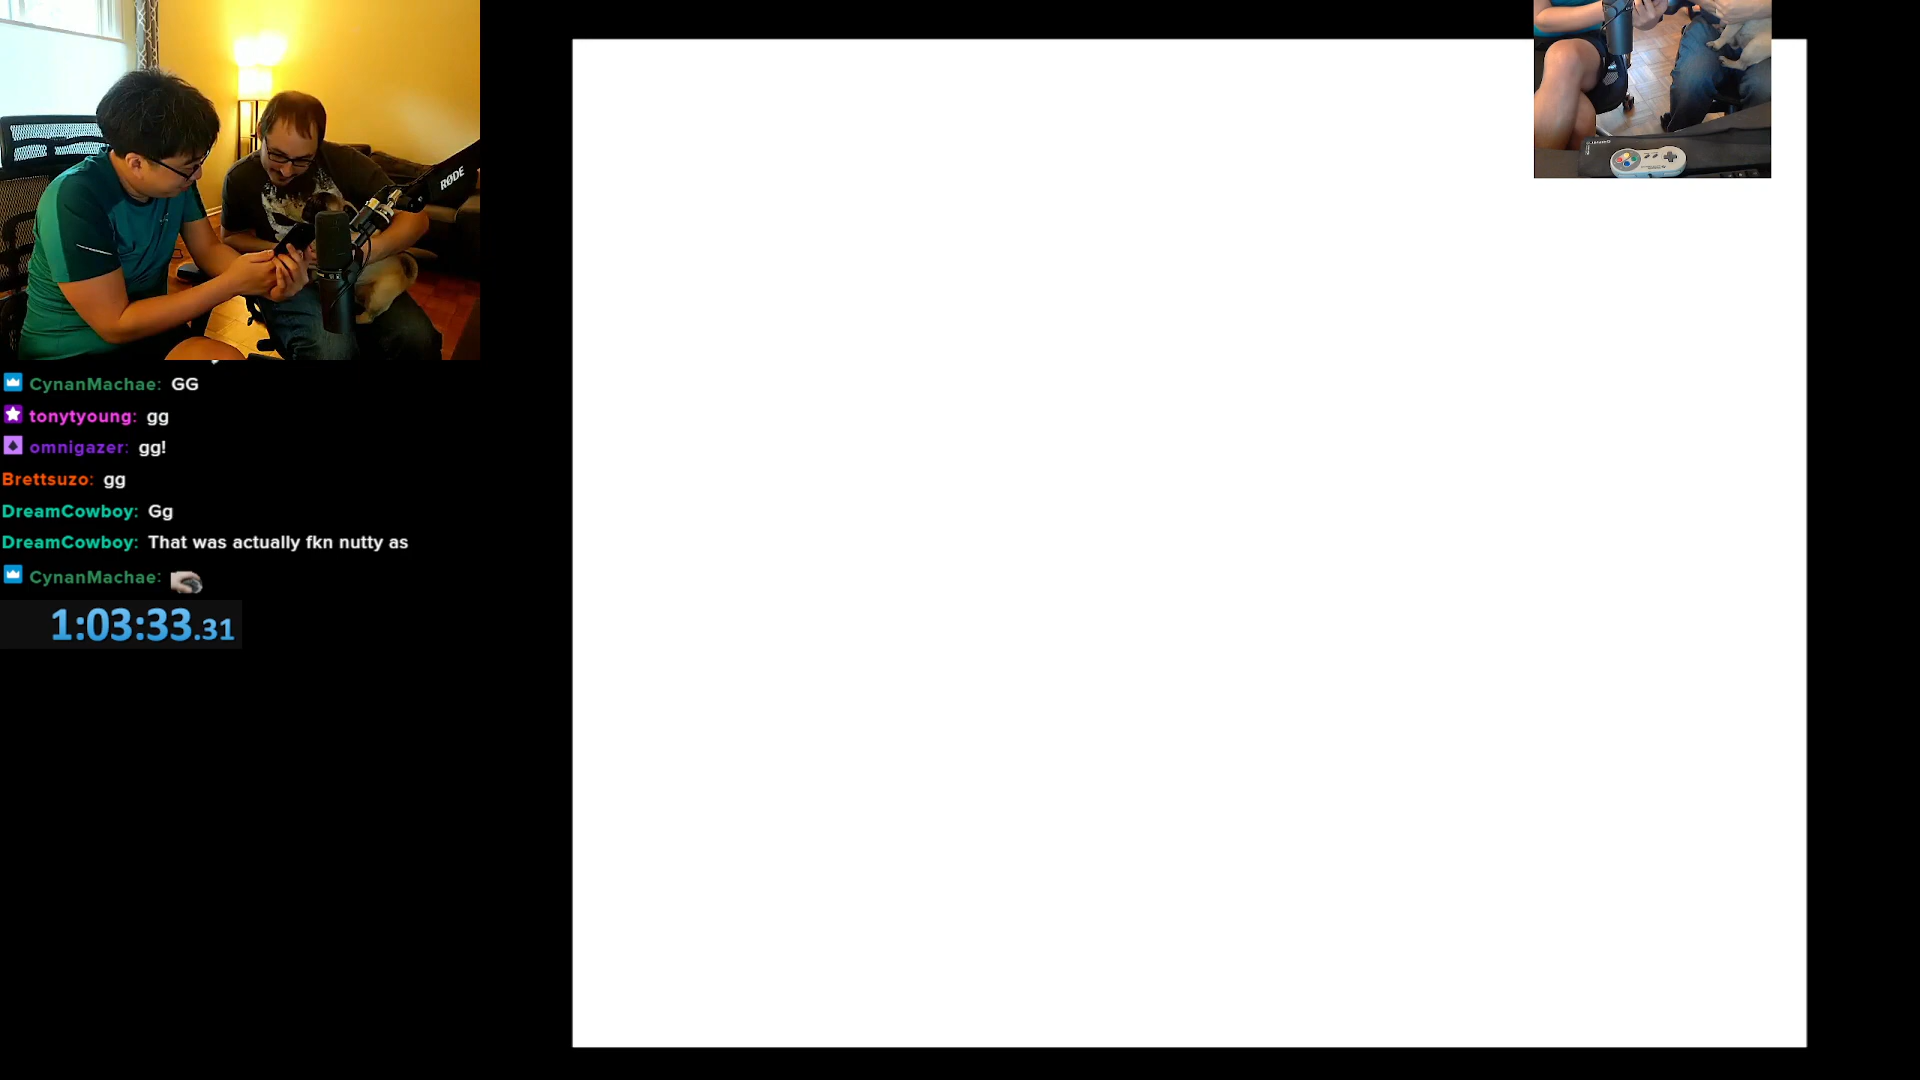 RØDE
CynanMachae: GG
tonytyoung: gg
omnigazer: gg!
Brettsuzo: gg
DreamCowboy: Gg
DreamCowboy: That was actually fkn nutty as
CynanMachae:
1:03:33.31